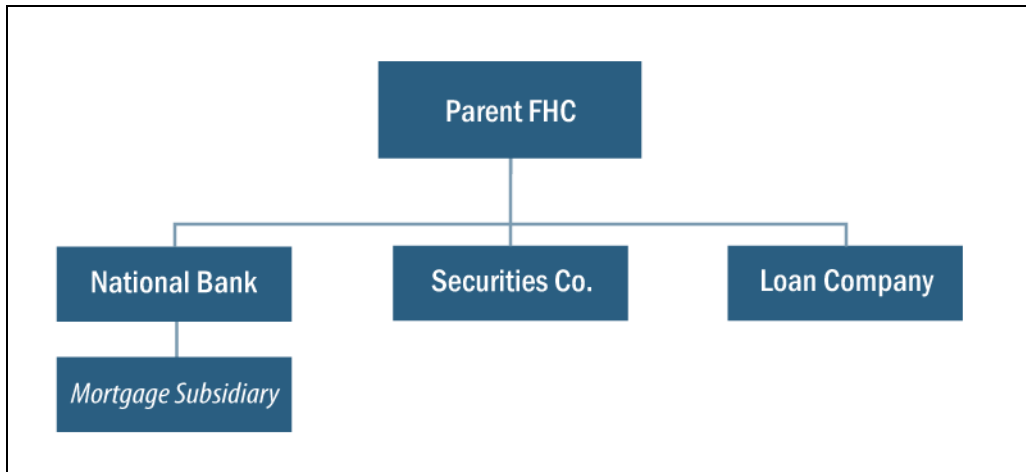 Parent FHC
National Bank
Securities Co.
Loan Company
Mortgage Subsidiary